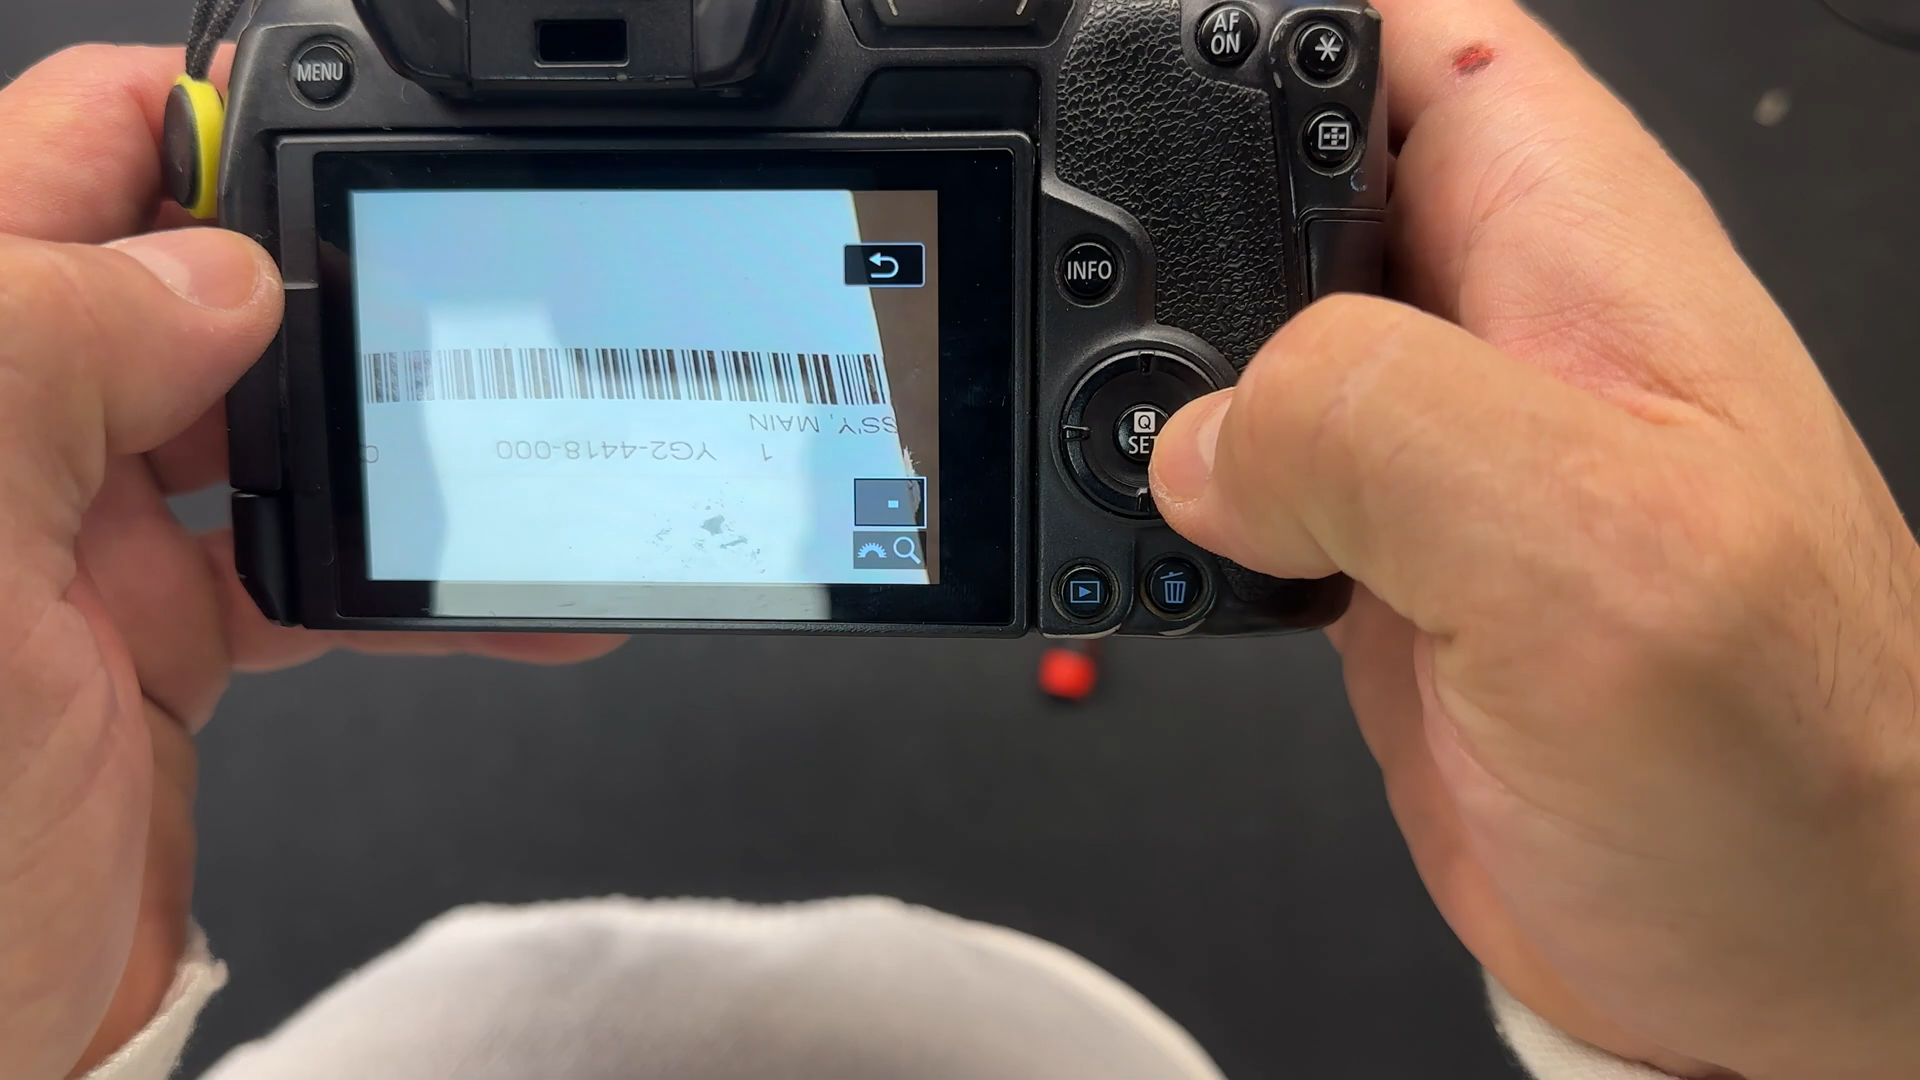 MENU
AF
ON
INFO
1 YG2-4418-000
SS'Y, MAIN
Q
SET